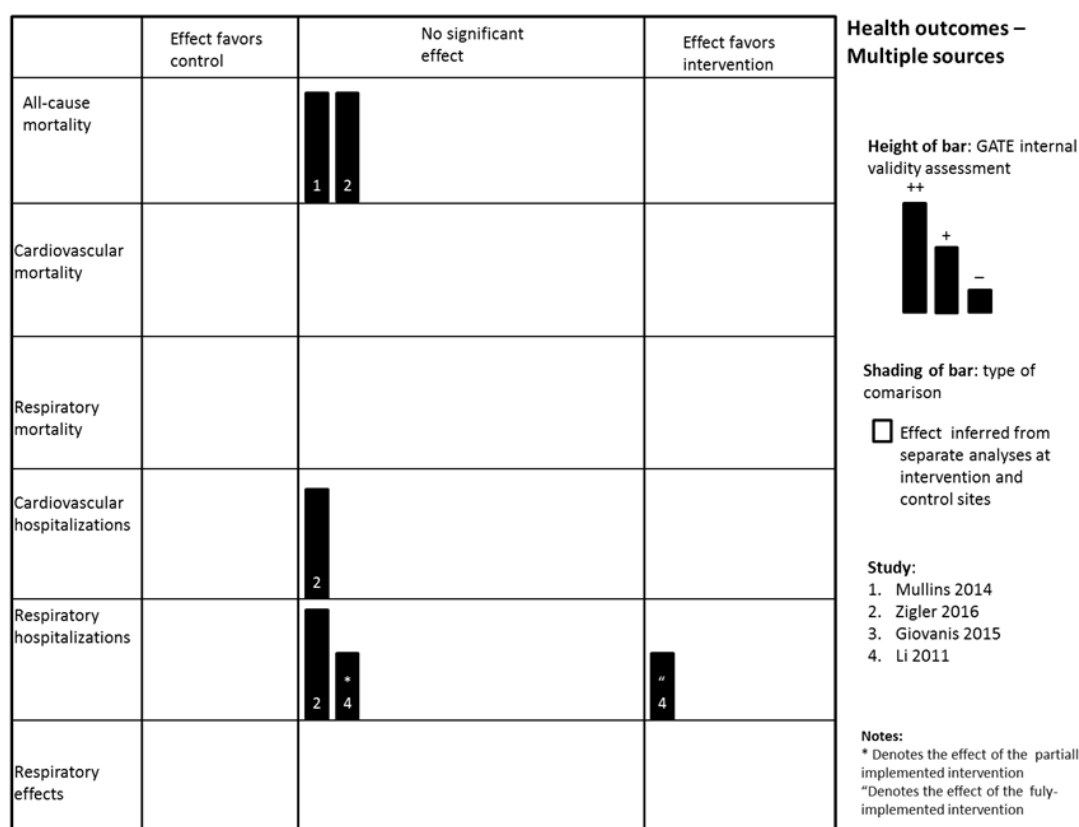 Effect favors
control
No significant
effect
Effect favors
intervention
All-cause
mortality
1 2
Cardiovascular
mortality
Respiratory
mortality
Cardiovascular
hospitalizations
2
Respiratory
hospitalizations
*
2 4
“
4
Respiratory
effects
Health outcomes –
Multiple sources
Height of bar: GATE internal
validity assessment
++
+
–
Shading of bar: type of
comarison
Effect inferred from
separate analyses at
intervention and
control sites
Study:
1. Mullins 2014
2. Zigler 2016
3. Giovanis 2015
4. Li 2011
Notes:
* Denotes the effect of the partiall
implemented intervention
“Denotes the effect of the fuly-
implemented intervention